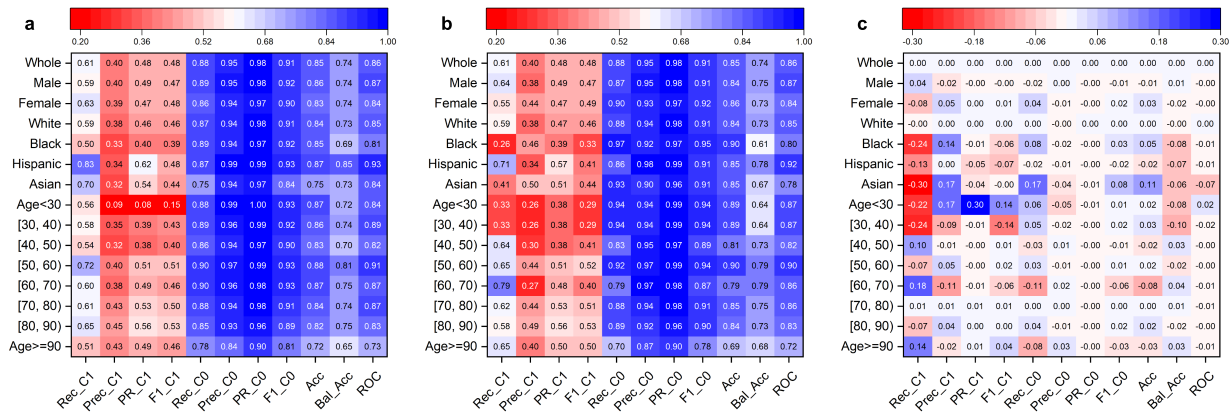 a
0.20 0.36 0.52 0.68 0.84 1.00
Whole 0.61 0.40 0.48 0.48 0.88 0.95 0.98 0.91 0.85 0.74 0.86
Male 0.59 0.40 0.49 0.47 0.89 0.95 0.98 0.92 0.86 0.74 0.87
Female 0.63 0.39 0.47 0.48 0.86 0.94 0.97 0.90 0.83 0.74 0.84
White 0.59 0.38 0.46 0.46 0.87 0.94 0.98 0.90 0.84 0.73 0.84
Black 0.50 0.33 0.40 0.39 0.89 0.94 0.97 0.91 0.85 0.69 0.81
Hispanic 0.83 0.34 0.62 0.48 0.87 0.99 0.99 0.93 0.87 0.85 0.93
Asian 0.70 0.32 0.54 0.44 0.75 0.94 0.97 0.84 0.75 0.73 0.84
Age<30 0.56 0.09 0.08 0.15 0.88 0.99 1.00 0.93 0.88 0.72 0.84
[30, 40) 0.58 0.35 0.39 0.43 0.89 0.95 0.98 0.92 0.86 0.73 0.84
[40, 50) 0.54 0.32 0.38 0.40 0.86 0.94 0.97 0.90 0.83 0.70 0.82
[50, 60) 0.72 0.40 0.51 0.51 0.90 0.97 0.99 0.93 0.88 0.81 0.91
[60, 70) 0.60 0.38 0.49 0.46 0.90 0.96 0.98 0.93 0.87 0.75 0.87
[70, 80) 0.61 0.43 0.53 0.50 0.88 0.94 0.98 0.91 0.84 0.75 0.86
[80, 90) 0.65 0.45 0.56 0.53 0.85 0.93 0.96 0.89 0.82 0.75 0.83
Age>=90 0.51 0.43 0.49 0.46 0.78 0.84 0.90 0.81 0.72 0.65 0.73
Rec_C1 Prec_C1 PR_C1 F1_C1 Rec_C0 Prec_C0 PR_C0 F1_C0 Acc Bal_Acc ROC
b
0.20 0.36 0.52 0.68 0.84 1.00
0.61 0.40 0.48 0.48 0.88 0.95 0.98 0.91 0.85 0.74 0.86
0.64 0.38 0.49 0.47 0.87 0.95 0.98 0.91 0.85 0.75 0.87
0.55 0.44 0.47 0.49 0.90 0.93 0.97 0.92 0.86 0.73 0.84
0.59 0.38 0.46 0.46 0.87 0.94 0.98 0.90 0.84 0.73 0.84
0.26 0.46 0.39 0.33 0.97 0.92 0.97 0.94 0.90 0.61 0.80
0.71 0.34 0.57 0.41 0.86 0.98 0.99 0.92 0.85 0.78 0.92
0.41 0.50 0.51 0.44 0.93 0.90 0.96 0.92 0.86 0.67 0.78
0.33 0.26 0.38 0.29 0.94 0.94 0.99 0.94 0.89 0.64 0.87
0.33 0.26 0.38 0.29 0.94 0.94 0.99 0.94 0.89 0.64 0.87
0.64 0.30 0.38 0.41 0.83 0.95 0.97 0.89 0.81 0.73 0.82
0.65 0.44 0.51 0.52 0.92 0.97 0.99 0.94 0.90 0.79 0.90
0.79 0.27 0.48 0.40 0.79 0.97 0.98 0.87 0.79 0.79 0.86
0.62 0.44 0.53 0.51 0.88 0.94 0.98 0.91 0.85 0.75 0.86
0.58 0.49 0.56 0.53 0.89 0.92 0.96 0.90 0.84 0.73 0.83
0.65 0.40 0.50 0.50 0.70 0.87 0.90 0.78 0.69 0.68 0.72
Rec_C1 Prec_C1 PR_C1 F1_C1 Rec_C0 Prec_C0 PR_C0 F1_C0 Acc Bal_Acc ROC
c
-0.30 -0.18 -0.06 0.06 0.18 0.30
Whole 0.00 0.00 0.00 0.00 0.00 0.00 0.00 0.00 0.00 0.00 0.00
Male 0.04 -0.02 -0.00 -0.00 -0.02 0.00 -0.00 -0.01 -0.01 0.01 -0.00
Female -0.08 0.05 0.00 0.01 0.04 -0.01 -0.00 0.02 0.03 -0.02 -0.00
White -0.00 0.00 0.00 -0.00 0.00 -0.00 -0.00 0.00 0.00 -0.00 -0.00
Black -0.24 0.14 -0.01 -0.06 0.08 -0.02 -0.00 0.03 0.05 -0.08 -0.01
Hispanic -0.13 0.00 -0.05 -0.07 -0.02 -0.01 -0.00 -0.01 -0.02 -0.07 -0.01
Asian -0.30 0.17 -0.04 -0.00 0.17 -0.04 -0.01 0.08 0.11 -0.06 -0.07
Age<30 -0.22 0.17 0.30 0.14 0.06 -0.05 -0.00 0.01 0.02 -0.08 0.02
[30, 40) -0.24 -0.09 -0.01 -0.14 0.05 -0.02 0.00 0.02 0.02 -0.10 0.02
[40, 50) 0.10 -0.01 -0.00 0.01 -0.03 0.01 -0.00 -0.01 -0.02 0.03 -0.00
[50, 60) -0.07 0.05 0.00 0.02 0.03 -0.00 -0.00 0.01 0.02 -0.02 -0.00
[60, 70) 0.18 -0.11 -0.01 -0.06 -0.11 0.02 -0.00 -0.06 -0.08 0.04 -0.01
[70, 80) 0.01 0.01 0.00 0.01 0.00 0.00 0.00 0.00 0.00 0.01 0.00
[80, 90) -0.07 0.04 0.00 -0.00 0.04 -0.01 -0.00 0.02 0.02 -0.02 -0.00
Age>=90 0.14 -0.02 0.01 0.04 -0.08 0.03 -0.00 -0.03 -0.03 0.03 -0.01
Rec_C1 Prec_C1 PR_C1 F1_C1 Rec_C0 Prec_C0 PR_C0 F1_C0 Acc Bal_Acc ROC